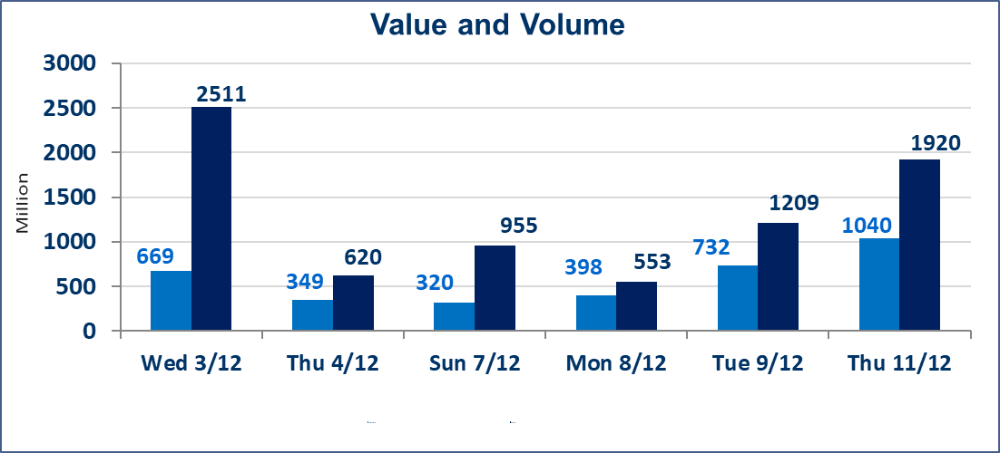 Value and Volume
3000
2500
2000
1500
1000
500
0
Million
669
2511
349
620
320
955
398
553
732
1209
1040
1920
Wed 3/12
Thu 4/12
Sun 7/12
Mon 8/12
Tue 9/12
Thu 11/12